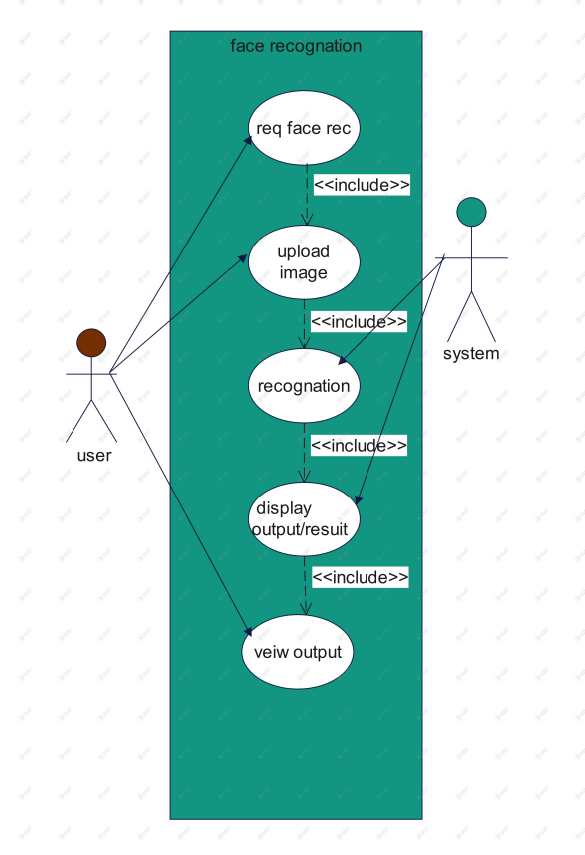 face recognation
req face rec
<<include>>
upload
image
<<include>>
system
recognation
user
<<include>>
display
output/resuit
<<include>>
veiw output